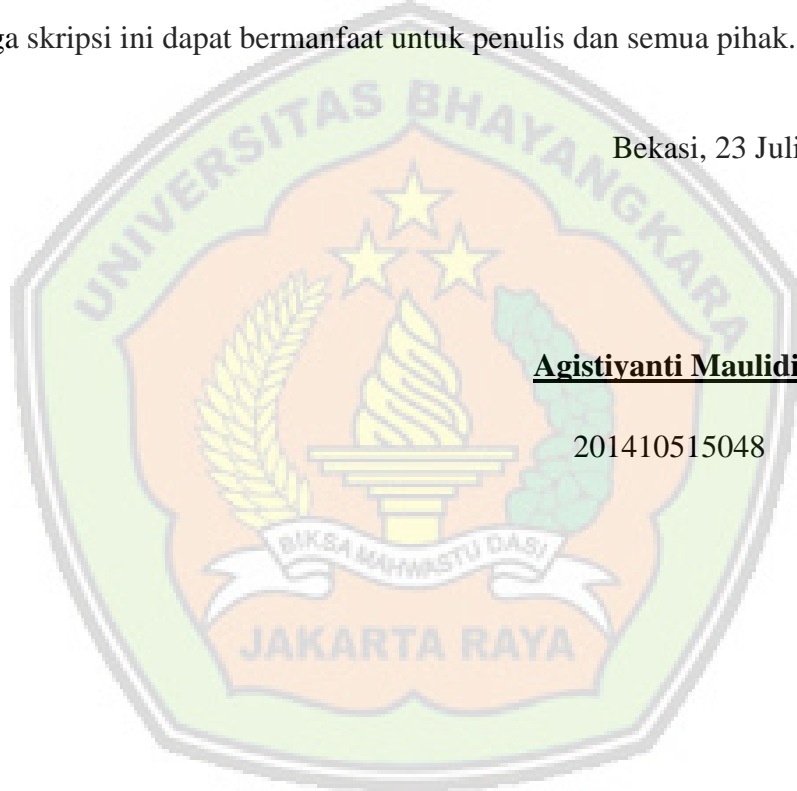 ga skripsi ini dapat bermanfaat untuk penulis dan semua pihak.
Bekasi, 23 Juli
UNIVERSITAS BHAYANGKARA
Agistiyanti Maulidi
201410515048
BIKSA MAHWASTU DASI
JAKARTA RAYA